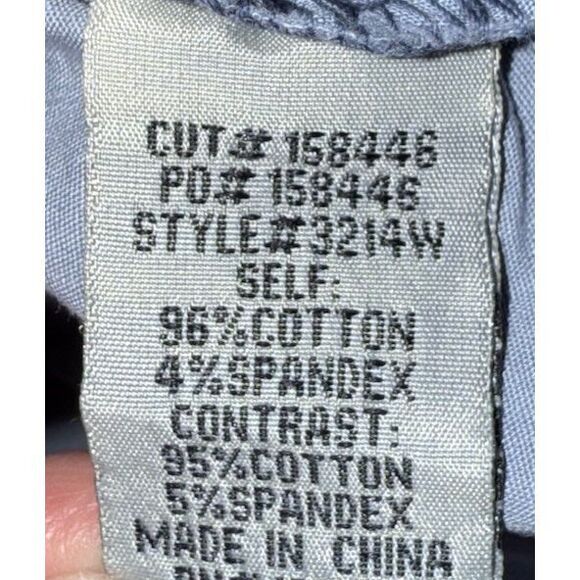 CUT# 158446
PO# 158446
STYLE#3214W
SELF:
96%COTTON
4%SPANDEX
CONTRAST:
95%COTTON
5%SPANDEX
MADE IN CHINA